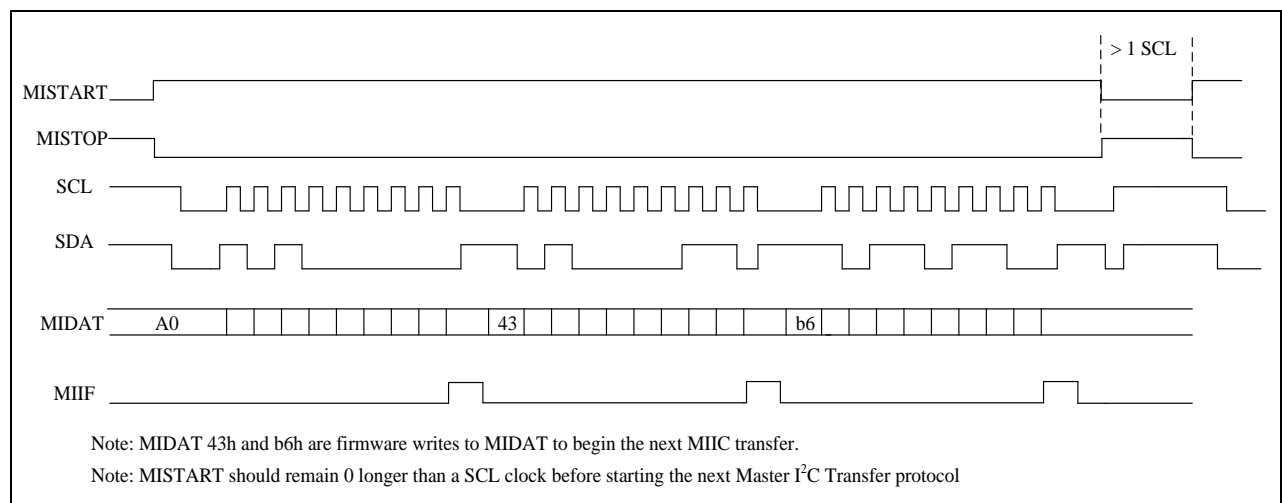 > 1 SCL
MISTART
MISTOP
SCL
SDA
MIDAT A0 43 b6
MIIF
Note: MIDAT 43h and b6h are firmware writes to MIDAT to begin the next MIIC transfer.
Note: MISTART should remain 0 longer than a SCL clock before starting the next Master I²C Transfer protocol